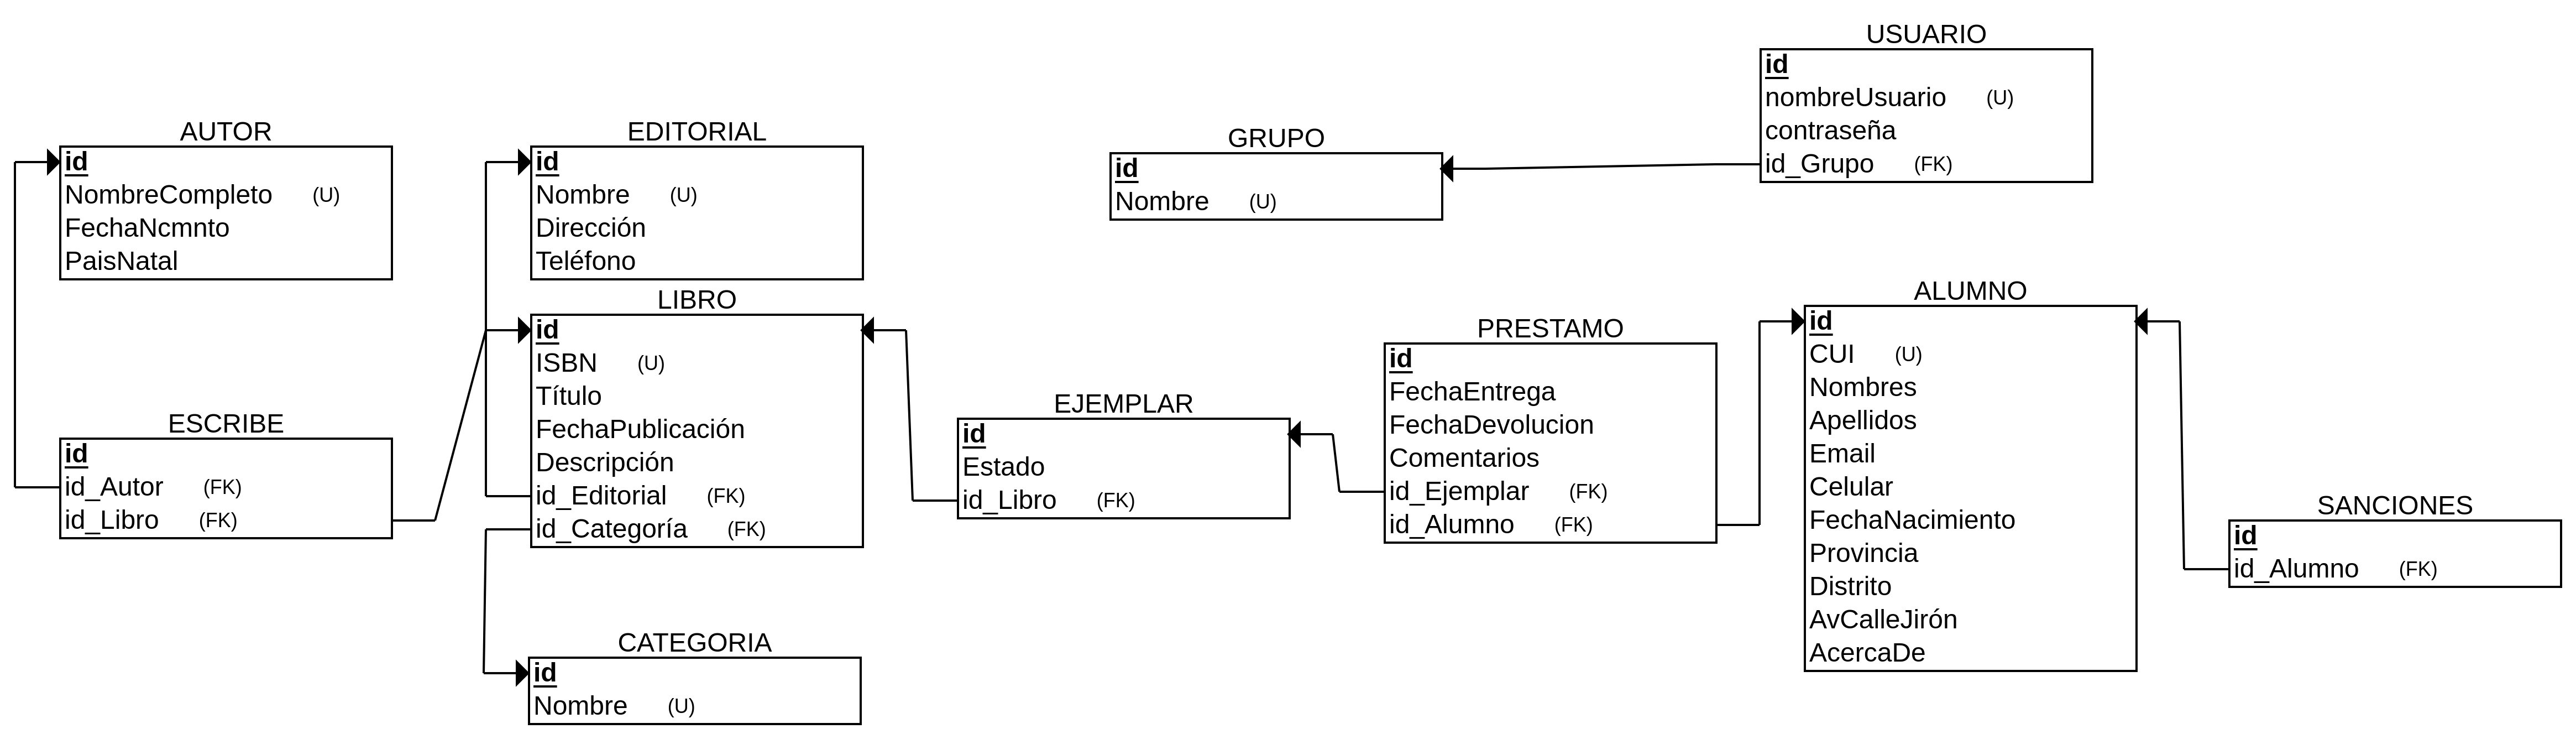 AUTOR
id
NombreCompleto (U)
FechaNcmnto
PaisNatal
ESCRIBE
id
id_Autor (FK)
id_Libro (FK)
EDITORIAL
id
Nombre (U)
Dirección
Teléfono
LIBRO
id
ISBN (U)
Título
FechaPublicación
Descripción
id_Editorial (FK)
id_Categoría (FK)
CATEGORIA
id
Nombre (U)
EJEMPLAR
id
Estado
id_Libro (FK)
GRUPO
id
Nombre (U)
PRESTAMO
id
FechaEntrega
FechaDevolucion
Comentarios
id_Ejemplar (FK)
id_Alumno (FK)
USUARIO
id
nombreUsuario (U)
contraseña
id_Grupo (FK)
ALUMNO
id
CUI (U)
Nombres
Apellidos
Email
Celular
FechaNacimiento
Provincia
Distrito
AvCalleJirón
AcercaDe
SANCIONES
id
id_Alumno (FK)